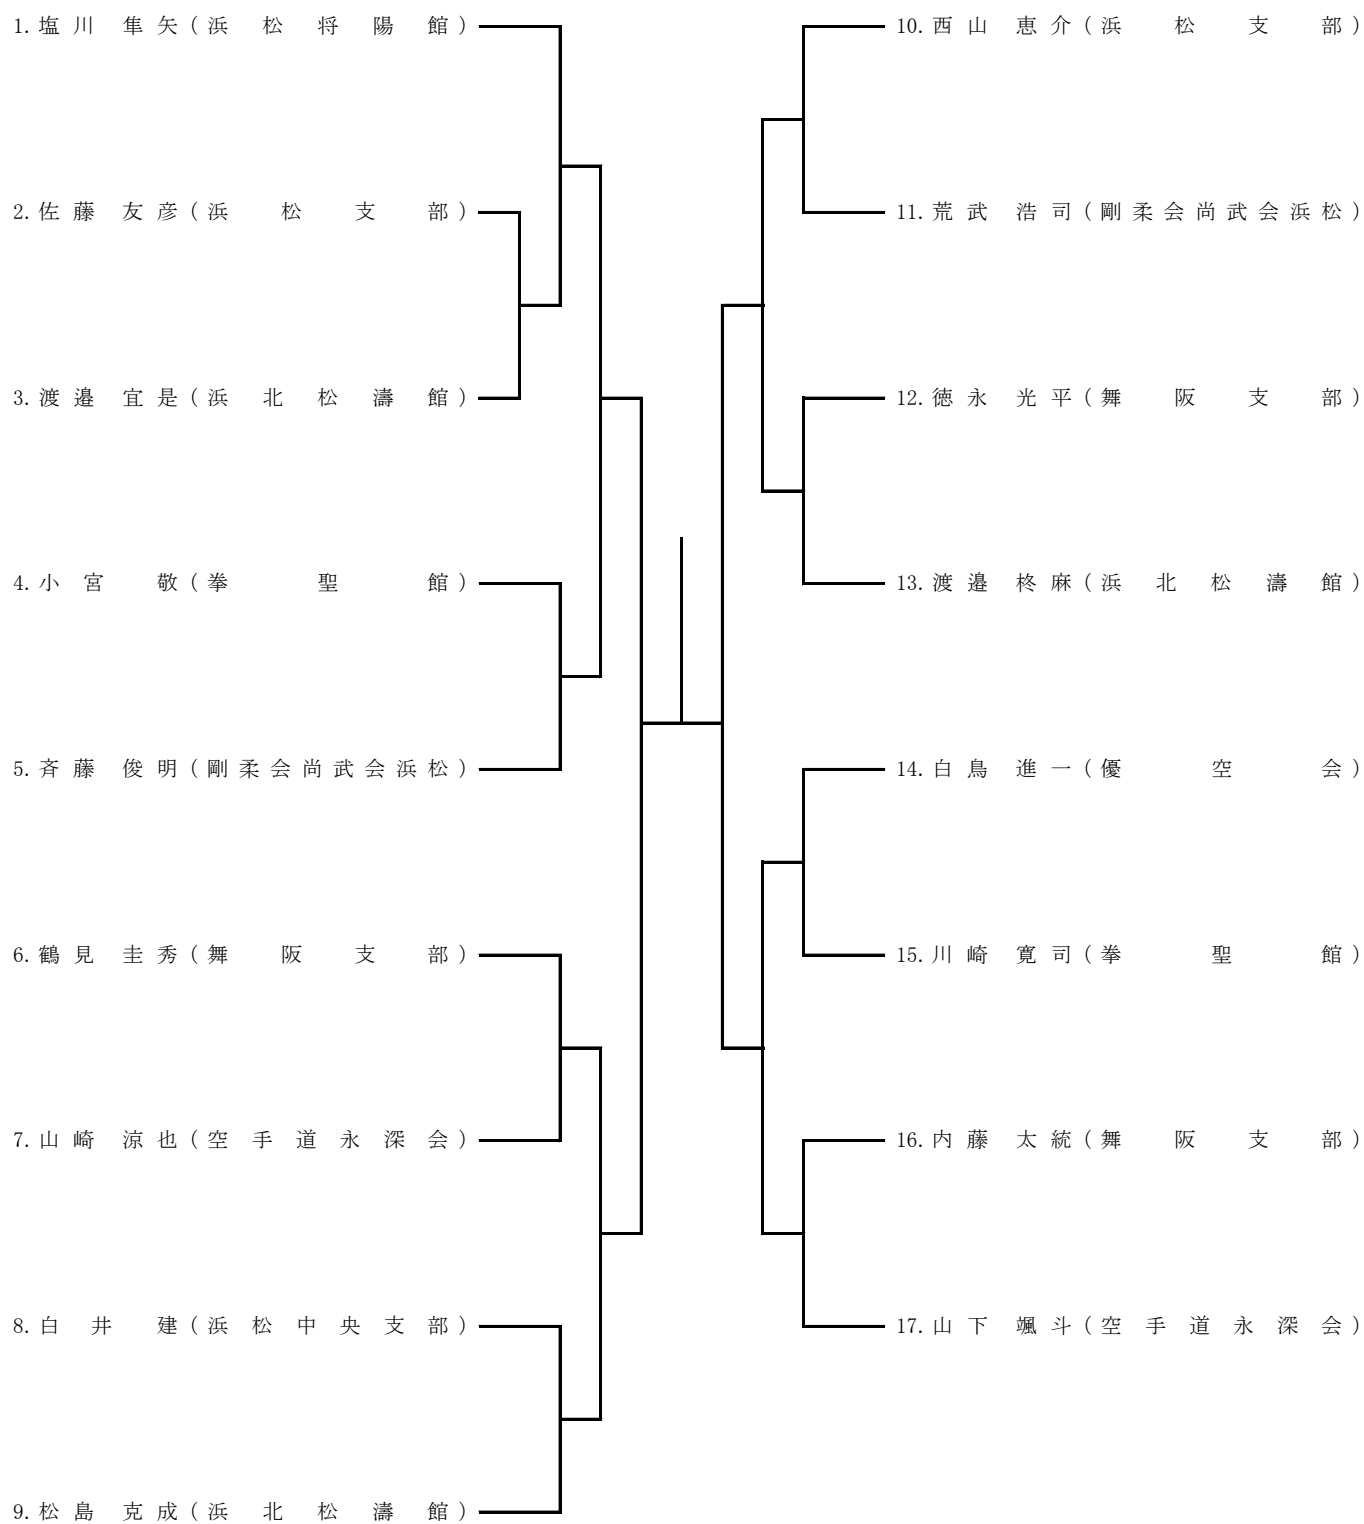 1. 塩川 隼矢(浜松将陽館)
2. 佐藤 友彦(浜松支部)
3. 渡邉 宜是(浜北松濤館)
4. 小宮 敬(拳聖館)
5. 斉藤 俊明(剛柔会尚武会浜松)
6. 鶴見 圭秀(舞阪支部)
7. 山崎 涼也(空手道永深会)
8. 白井 建(浜松中央支部)
9. 松島 克成(浜北松濤館)
10. 西山 恵介(浜松支部)
11. 荒武 浩司(剛柔会尚武会浜松)
12. 徳永 光平(舞阪支部)
13. 渡邉 柊麻(浜北松濤館)
14. 白鳥 進一(優空会)
15. 川崎 寛司(拳聖館)
16. 内藤 太統(舞阪支部)
17. 山下 颯斗(空手道永深会)